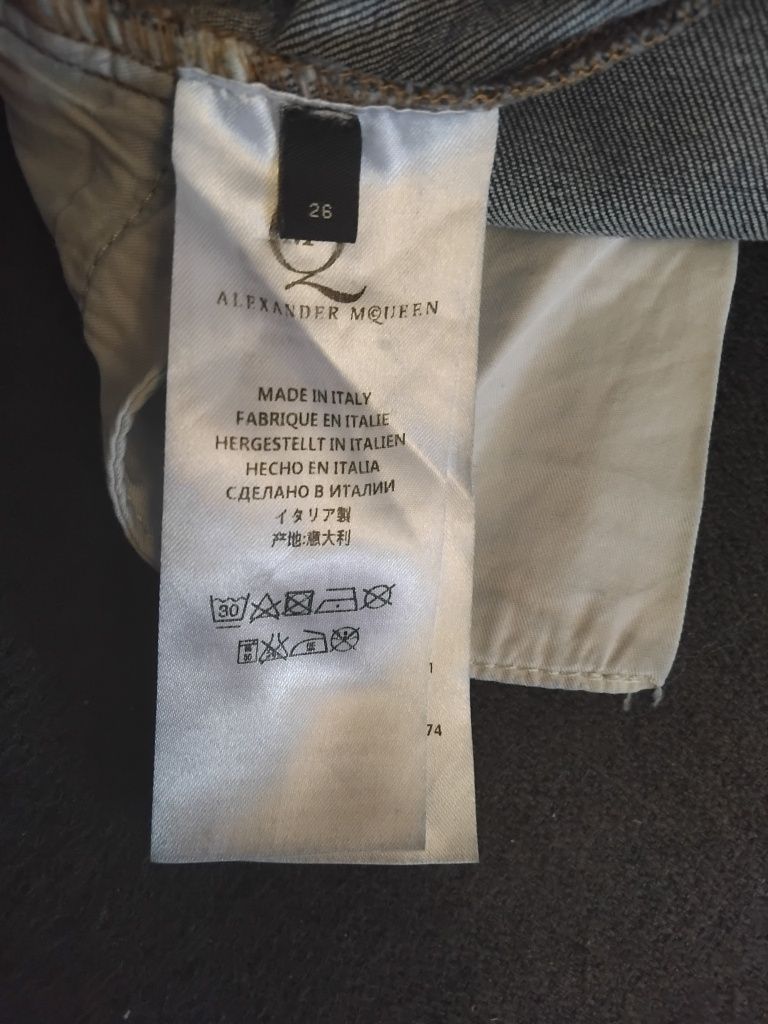 26
McQ
ALEXANDER MCQUEEN
MADE IN ITALY
FABRIQUE EN ITALIE
HERGESTELLT IN ITALIEN
HECHO EN ITALIA
СДЕЛАНО В ИТАЛИИ
イタリア製
产地:意大利
30
1
74